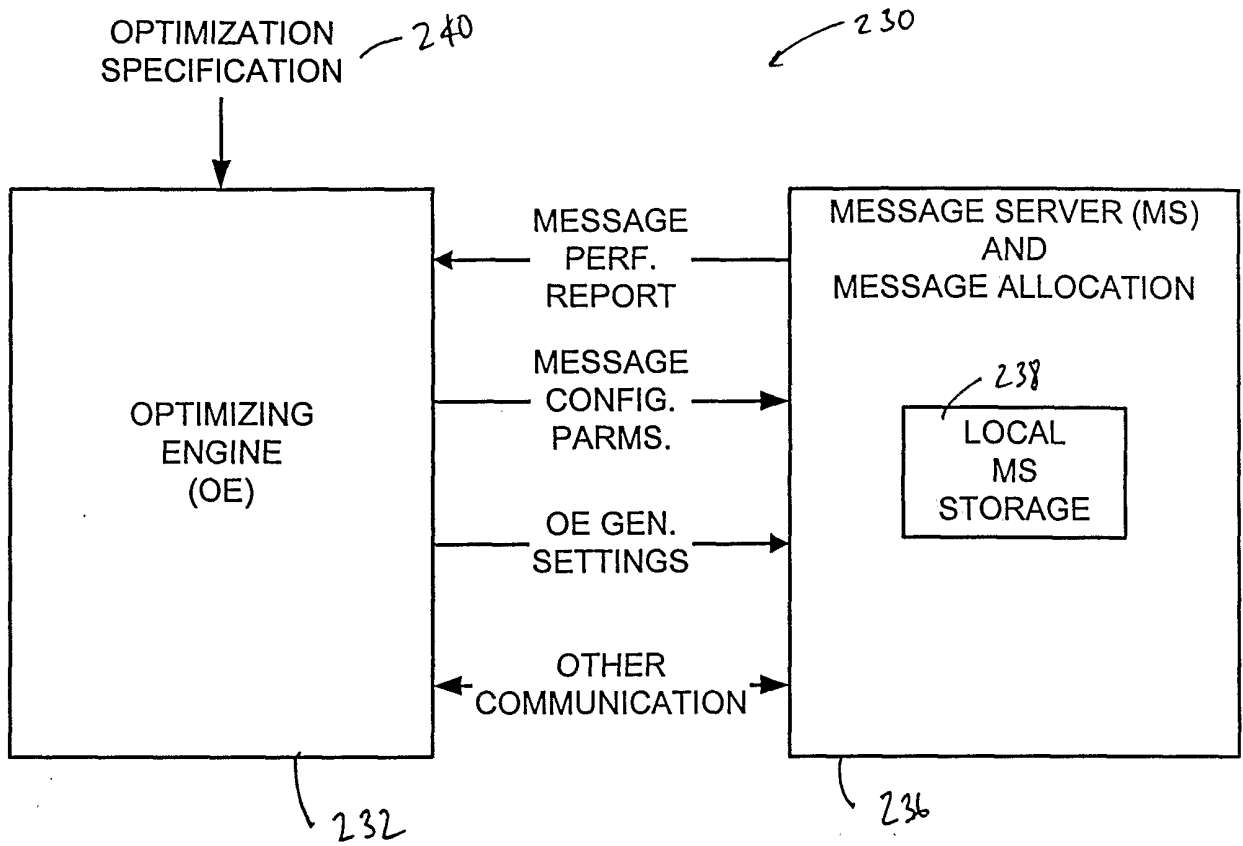 OPTIMIZATION
SPECIFICATION
240
230
MESSAGE
PERF.
REPORT
MESSAGE SERVER (MS)
AND
MESSAGE ALLOCATION
OPTIMIZING
ENGINE
(OE)
MESSAGE
CONFIG.
PARMS.
238
LOCAL
MS
STORAGE
OE GEN.
SETTINGS
OTHER
COMMUNICATION
232
236